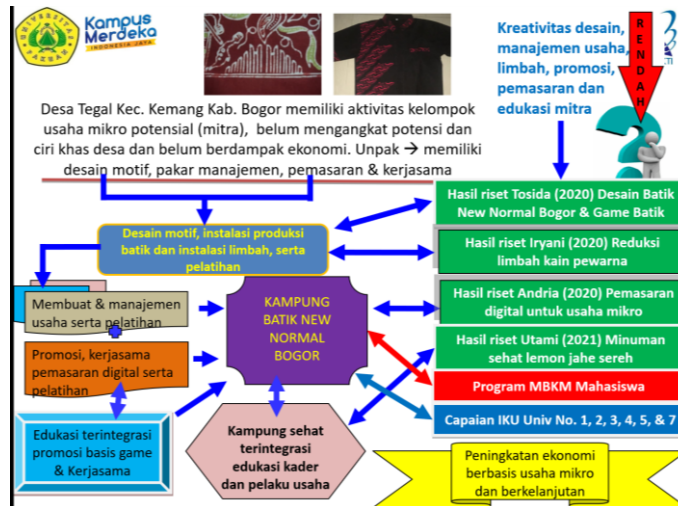 UNIVERSITAS
PAKUAN
Kampus
Merdeka
INDONESIA JAYA
Kreativitas desain,
manajemen usaha,
limbah, promosi,
pemasaran dan
edukasi mitra
RENDAH
Desa Tegal Kec. Kemang Kab. Bogor memiliki aktivitas kelompok
usaha mikro potensial (mitra), belum mengangkat potensi dan
ciri khas desa dan belum berdampak ekonomi. Unpak → memiliki
desain motif, pakar manajemen, pemasaran & kerjasama
Desain motif, instalasi produksi
batik dan instalasi limbah, serta
pelatihan
Membuat & manajemen
usaha serta pelatihan
Promosi, kerjasama
pemasaran digital serta
pelatihan
Edukasi terintegrasi
promosi basis game
& Kerjasama
KAMPUNG
BATIK NEW
NORMAL
BOGOR
Kampung sehat
terintegrasi
edukasi kader
dan pelaku usaha
Hasil riset Tosida (2020) Desain Batik
New Normal Bogor & Game Batik
Hasil riset Iryani (2020) Reduksi
limbah kain pewarna
Hasil riset Andria (2020) Pemasaran
digital untuk usaha mikro
Hasil riset Utami (2021) Minuman
sehat lemon jahe sereh
Program MBKM Mahasiswa
Capaian IKU Univ No. 1, 2, 3, 4, 5, & 7
Peningkatan ekonomi
berbasis usaha mikro
dan berkelanjutan